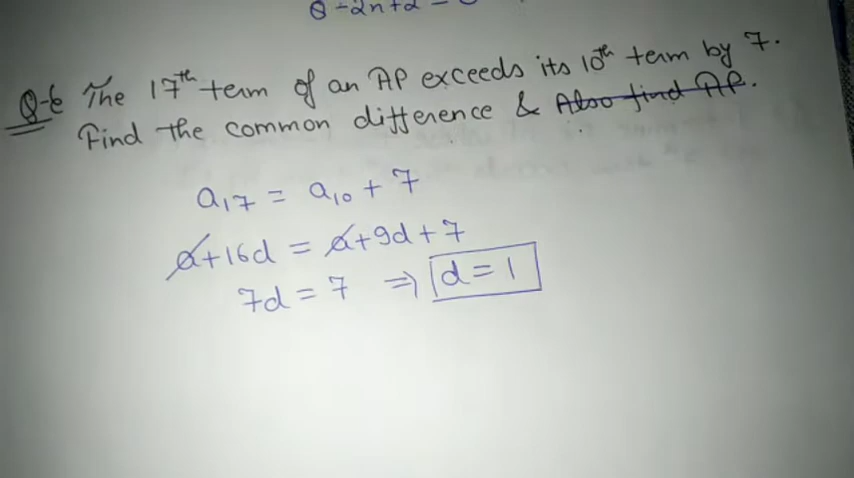 Q-6 The 17th term of an AP exceeds its 10th term by 7.
Find the common difference & Also find AP.
a17 = a10 + 7
a+16d = a+9d+7
7d = 7 ⇒ d = 1